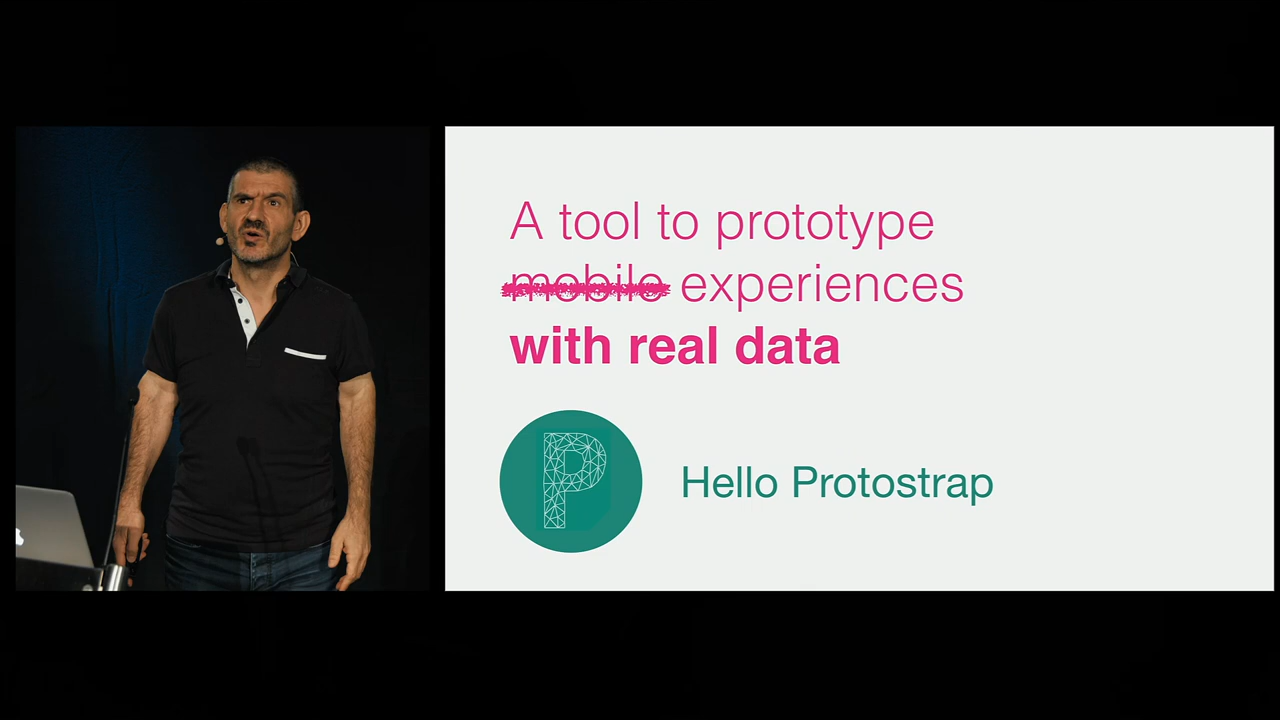 A tool to prototype
mobile experiences
with real data
P
Hello Protostrap